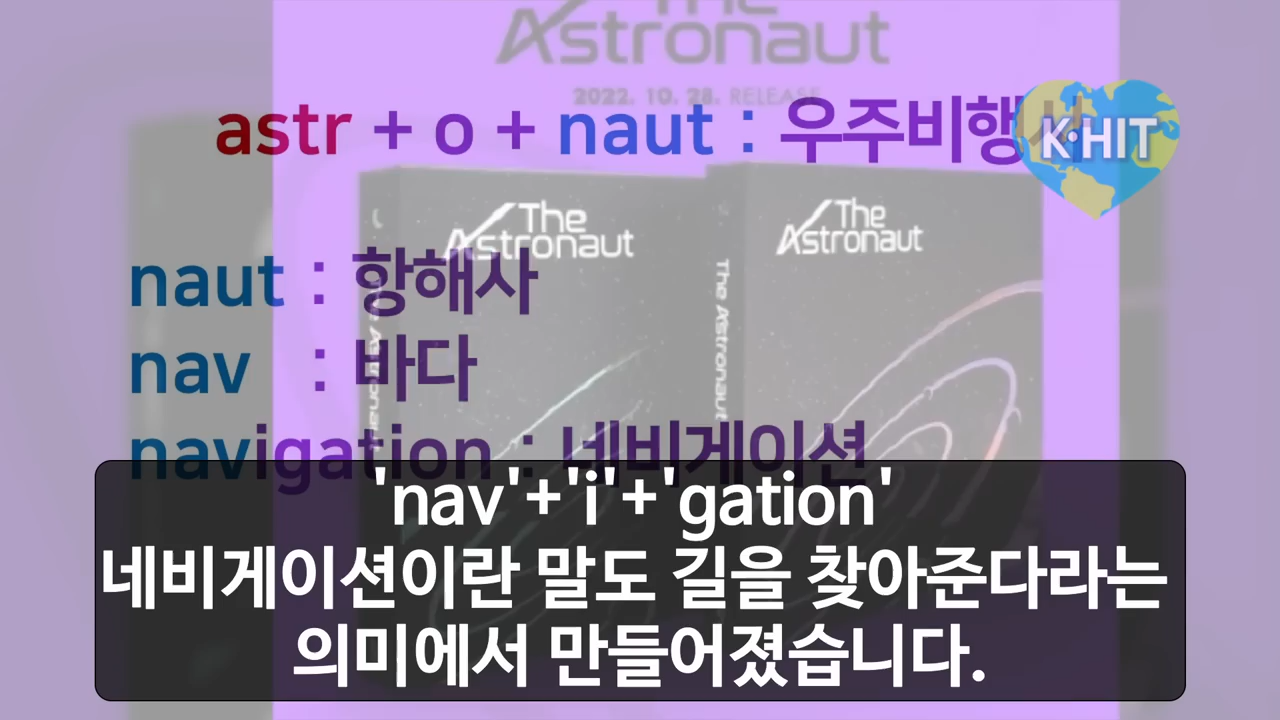 The
Astronaut
2022. 10. 28. RELEASE
astr + o + naut : 우주비행사
K·HIT
The
Astronaut
The
Astronaut
The Astronaut
naut : 항해사
nav : 바다
navigation : 네비게이션
'nav'+'i'+'gation'
네비게이션이란 말도 길을 찾아준다라는
의미에서 만들어졌습니다.